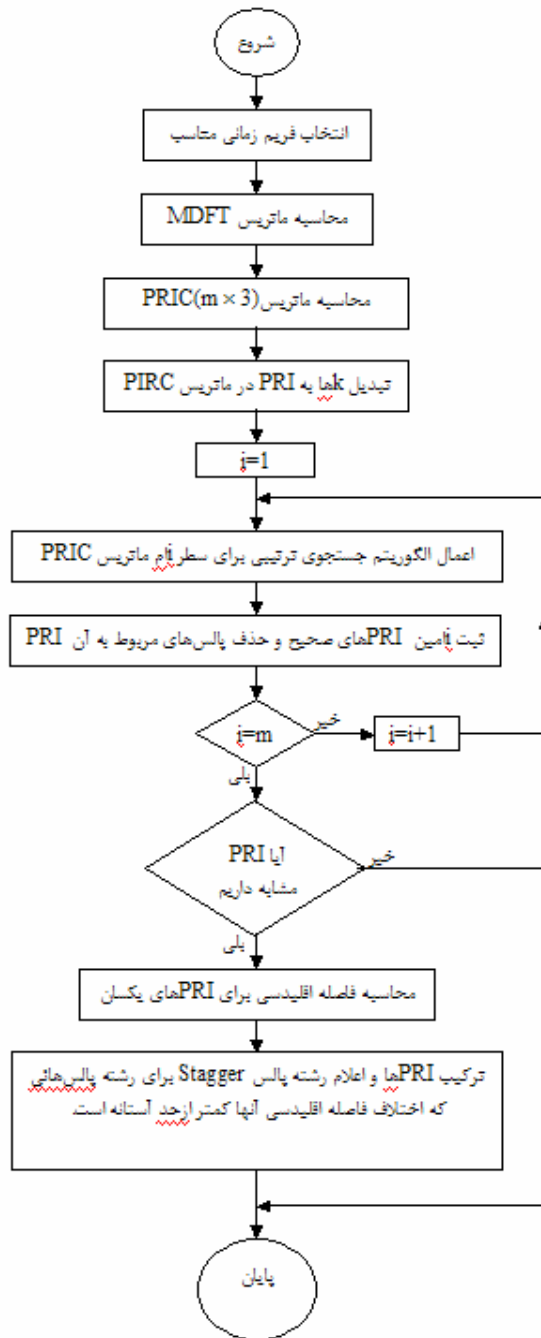 شروع
انتخاب فریم زمانی مناسب
محاسبه ماتریس MDFT
محاسبه ماتریس PRIC(m × 3)
تبدیل kها به PRI در ماتریس PIRC
i=1
اعمال الگوریتم جستجوی ترتیبی برای سطر iام ماتریس PRIC
ثبت iامین PRIهای صحیح و حذف پالس‌های مربوط به آن PRI
i=m
خیر
i=i+1
بلی
آیا PRI
مشابه داریم
خیر
بلی
محاسبه فاصله اقلیدسی برای PRIهای یکسان
ترکیب PRIها و اعلام رشته پالس Stagger برای رشته پالس‌هائی
که اختلاف فاصله اقلیدسی آنها کمتر ازحد آستانه است.
پایان